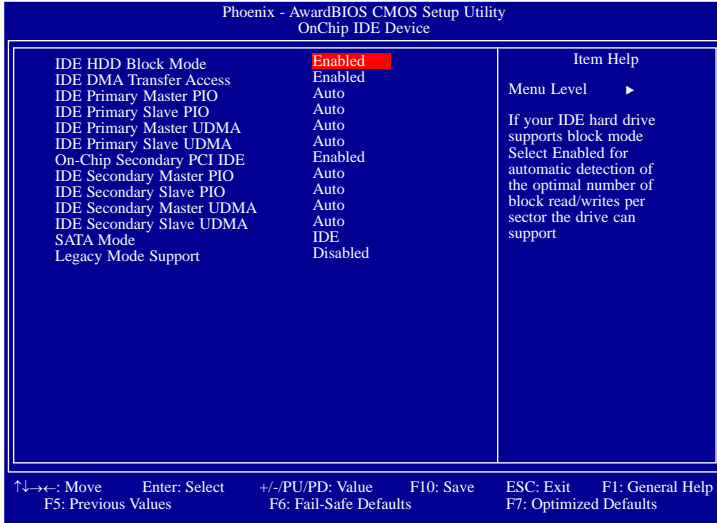 Phoenix - AwardBIOS CMOS Setup Utility
OnChip IDE Device
IDE HDD Block Mode Enabled
IDE DMA Transfer Access Enabled
IDE Primary Master PIO Auto
IDE Primary Slave PIO Auto
IDE Primary Master UDMA Auto
IDE Primary Slave UDMA Auto
On-Chip Secondary PCI IDE Enabled
IDE Secondary Master PIO Auto
IDE Secondary Slave PIO Auto
IDE Secondary Master UDMA Auto
IDE Secondary Slave UDMA Auto
SATA Mode IDE
Legacy Mode Support Disabled
Item Help
Menu Level ►
If your IDE hard drive
supports block mode
Select Enabled for
automatic detection of
the optimal number of
block read/writes per
sector the drive can
support
↑↓→←: Move Enter: Select +/-/PU/PD: Value F10: Save ESC: Exit F1: General Help
F5: Previous Values F6: Fail-Safe Defaults F7: Optimized Defaults